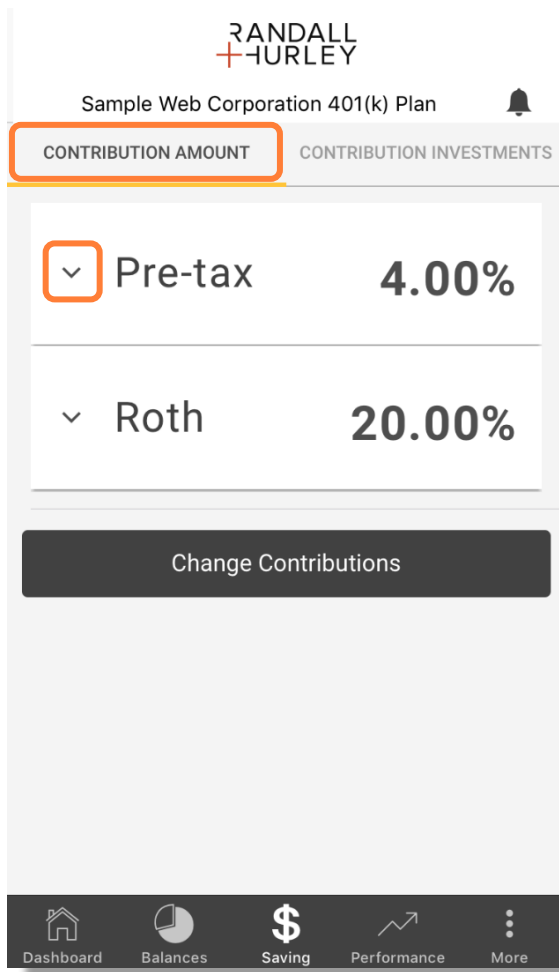 RANDALL
HURLEY
Sample Web Corporation 401(k) Plan
CONTRIBUTION AMOUNT CONTRIBUTION INVESTMENTS
Pre-tax 4.00%
Roth 20.00%
Change Contributions
$
Dashboard Balances Saving Performance More